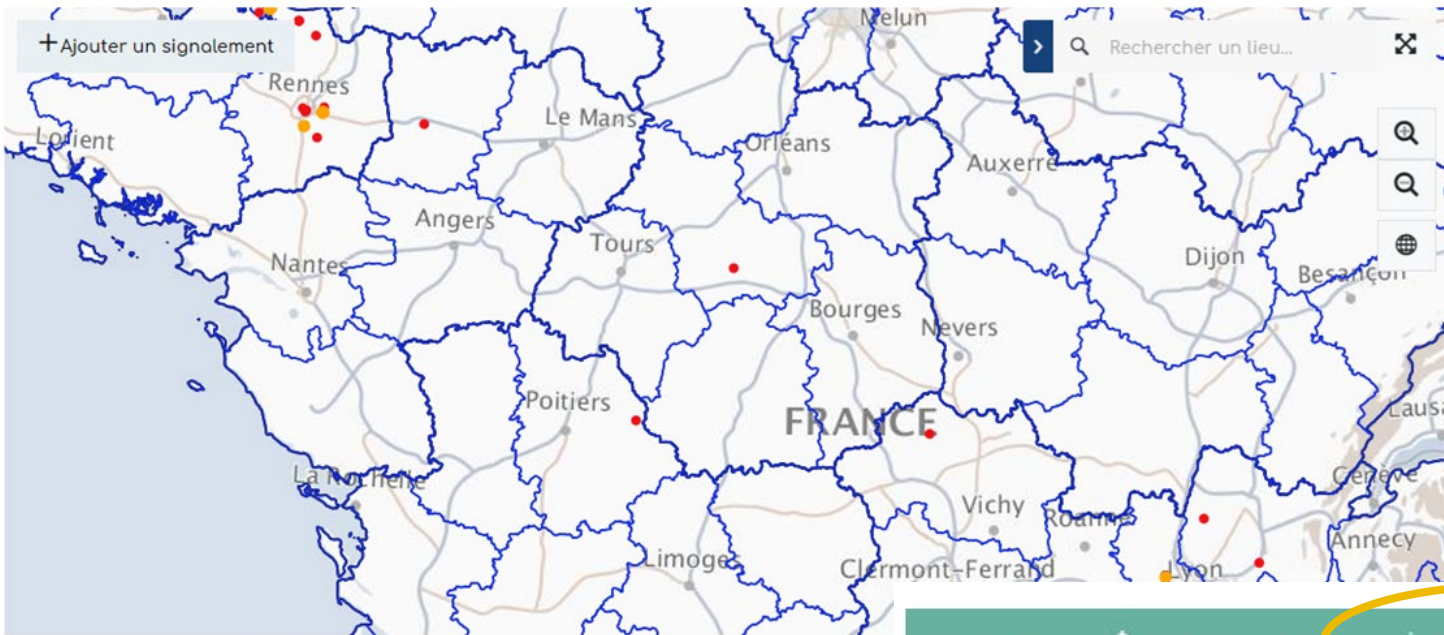 Melun
+ Ajouter un signalement
Rechercher un lieu...
Rennes
Le Mans
Lorient
Orléans
Auxerre
Angers
Tours
Nantes
Dijon
Besançon
Bourges
Nevers
Poitiers
FRANCE
Lausa
La Rochelle
Genève
Vichy
Roanne
Annecy
Limoges
Clermont-Ferrand
Lyon